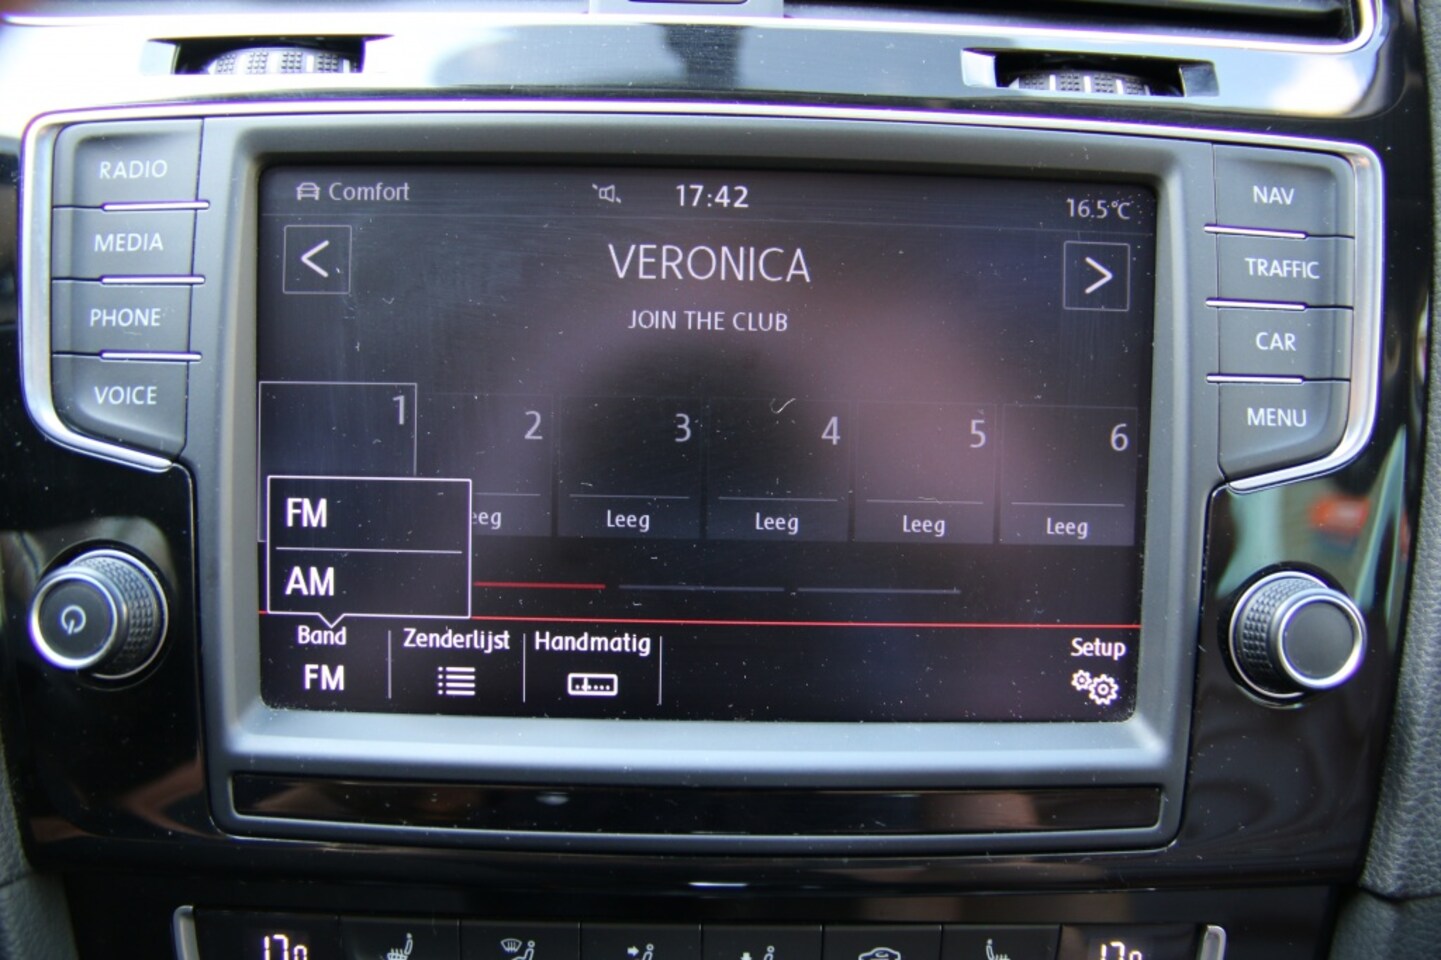 RADIO
MEDIA
PHONE
VOICE
Comfort
17:42
16.5°C
<
VERONICA
>
JOIN THE CLUB
1
2
3
4
5
6
Leeg
Leeg
Leeg
Leeg
FM
AM
Band
FM
Zenderlijst
Handmatig
Setup
NAV
TRAFFIC
CAR
MENU